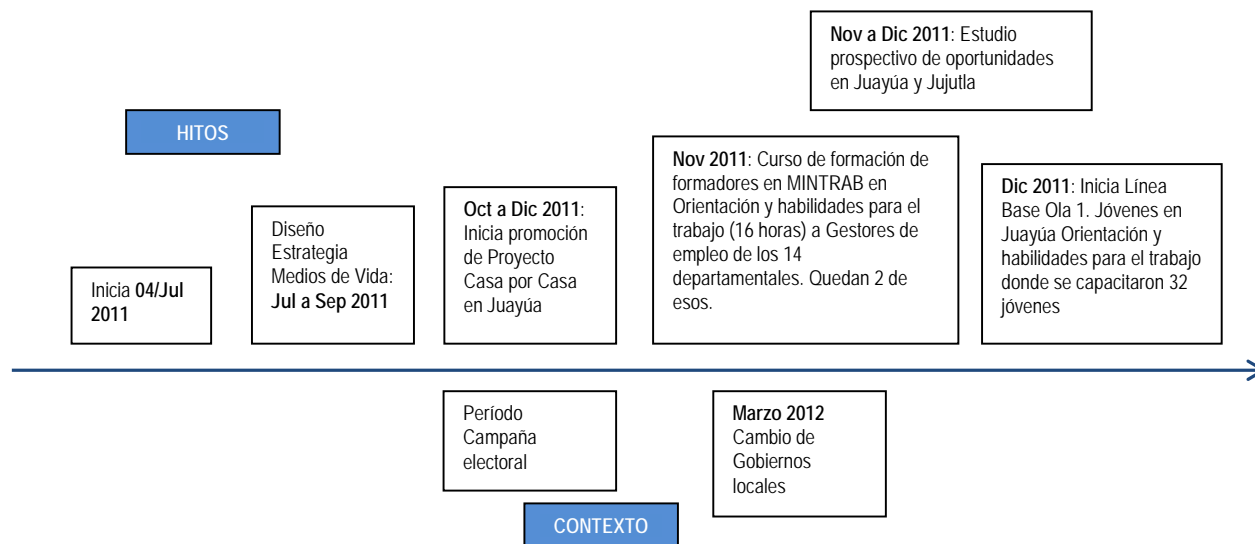 Nov a Dic 2011: Estudio
prospectivo de oportunidades
en Juayúa y Jujutla
HITOS
Inicia 04/Jul
2011
Diseño
Estrategia
Medios de Vida:
Jul a Sep 2011
Oct a Dic 2011:
Inicia promoción
de Proyecto
Casa por Casa
en Juayúa
Nov 2011: Curso de formación de
formadores en MINTRAB en
Orientación y habilidades para el
trabajo (16 horas) a Gestores de
empleo de los 14
departamentales. Quedan 2 de
esos.
Dic 2011: Inicia Línea
Base Ola 1. Jóvenes en
Juayúa Orientación y
habilidades para el trabajo
donde se capacitaron 32
jóvenes
Período
Campaña
electoral
Marzo 2012
Cambio de
Gobiernos
locales
CONTEXTO